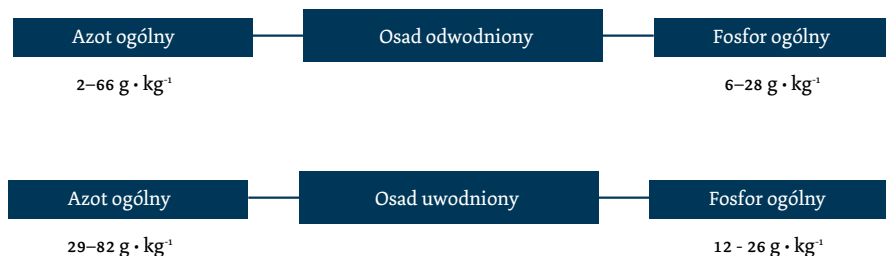 Azot ogólny Osad odwodniony Fosfor ogólny
2–66 g · kg⁻¹ 6–28 g · kg⁻¹
Azot ogólny Osad uwodniony Fosfor ogólny
29–82 g · kg⁻¹ 12 - 26 g · kg⁻¹